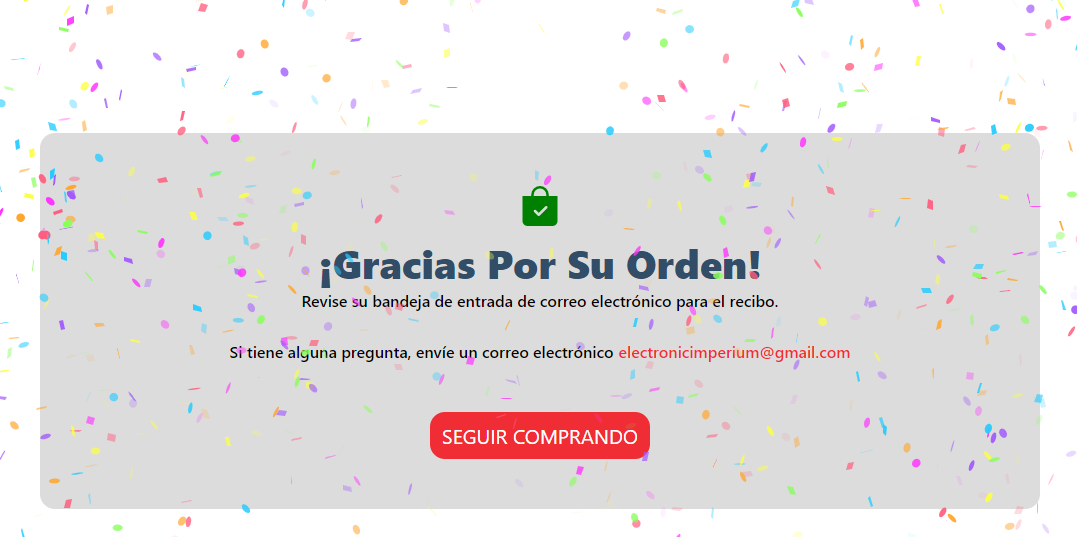 ¡Gracias Por Su Orden!
Revise su bandeja de entrada de correo electrónico para el recibo.
Si tiene alguna pregunta, envíe un correo electrónico electronicimperium@gmail.com
SEGUIR COMPRANDO